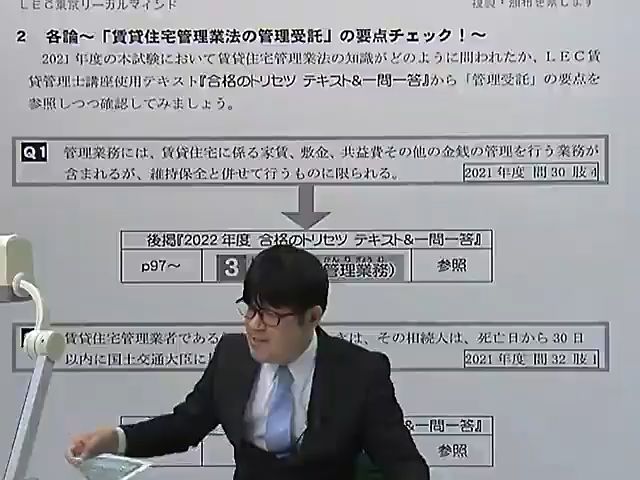 LEC東京リーガルマインド
複製・頒布を禁じます
2 各論～「賃貸住宅管理業法の管理受託」の要点チェック！～
2021年度の本試験において賃貸住宅管理業法の知識がどのように問われたか、LEC賃
貸管理士講座使用テキスト『合格のトリセツ テキスト&一問一答』から「管理受託」の要点を
参照しつつ確認してみましょう。
Q1 管理業務には、賃貸住宅に係る家賃、敷金、共益費その他の金銭の管理を行う業務が
含まれるが、維持保全と併せて行うものに限られる。
2021年度 問30 肢4
後掲『2022年度 合格のトリセツ テキスト&一問一答』
p97～ 3 管理業務） 参照
賃貸住宅管理業者である は、その相続人は、死亡日から30日
以内に国土交通大臣に
2021年度 問32 肢1
一問一答』
参照